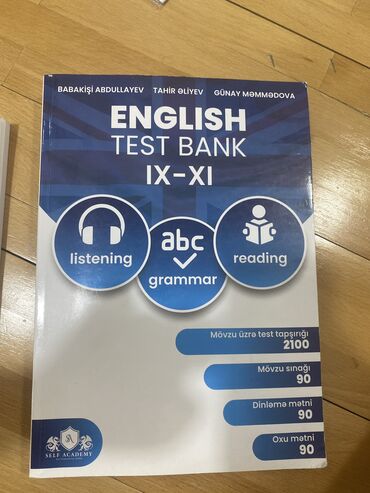 BABAKİŞİ ABDULLAYEV TAHİR ƏLİYEV GÜNAY MƏMMƏDOVA
ENGLISH
TEST BANK
IX-XI
listening
abc
grammar
reading
Mövzu üzrə test tapşırığı
2100
Mövzu sınağı
90
Dinləmə mətni
90
Oxu mətni
90
SELF ACADEMY